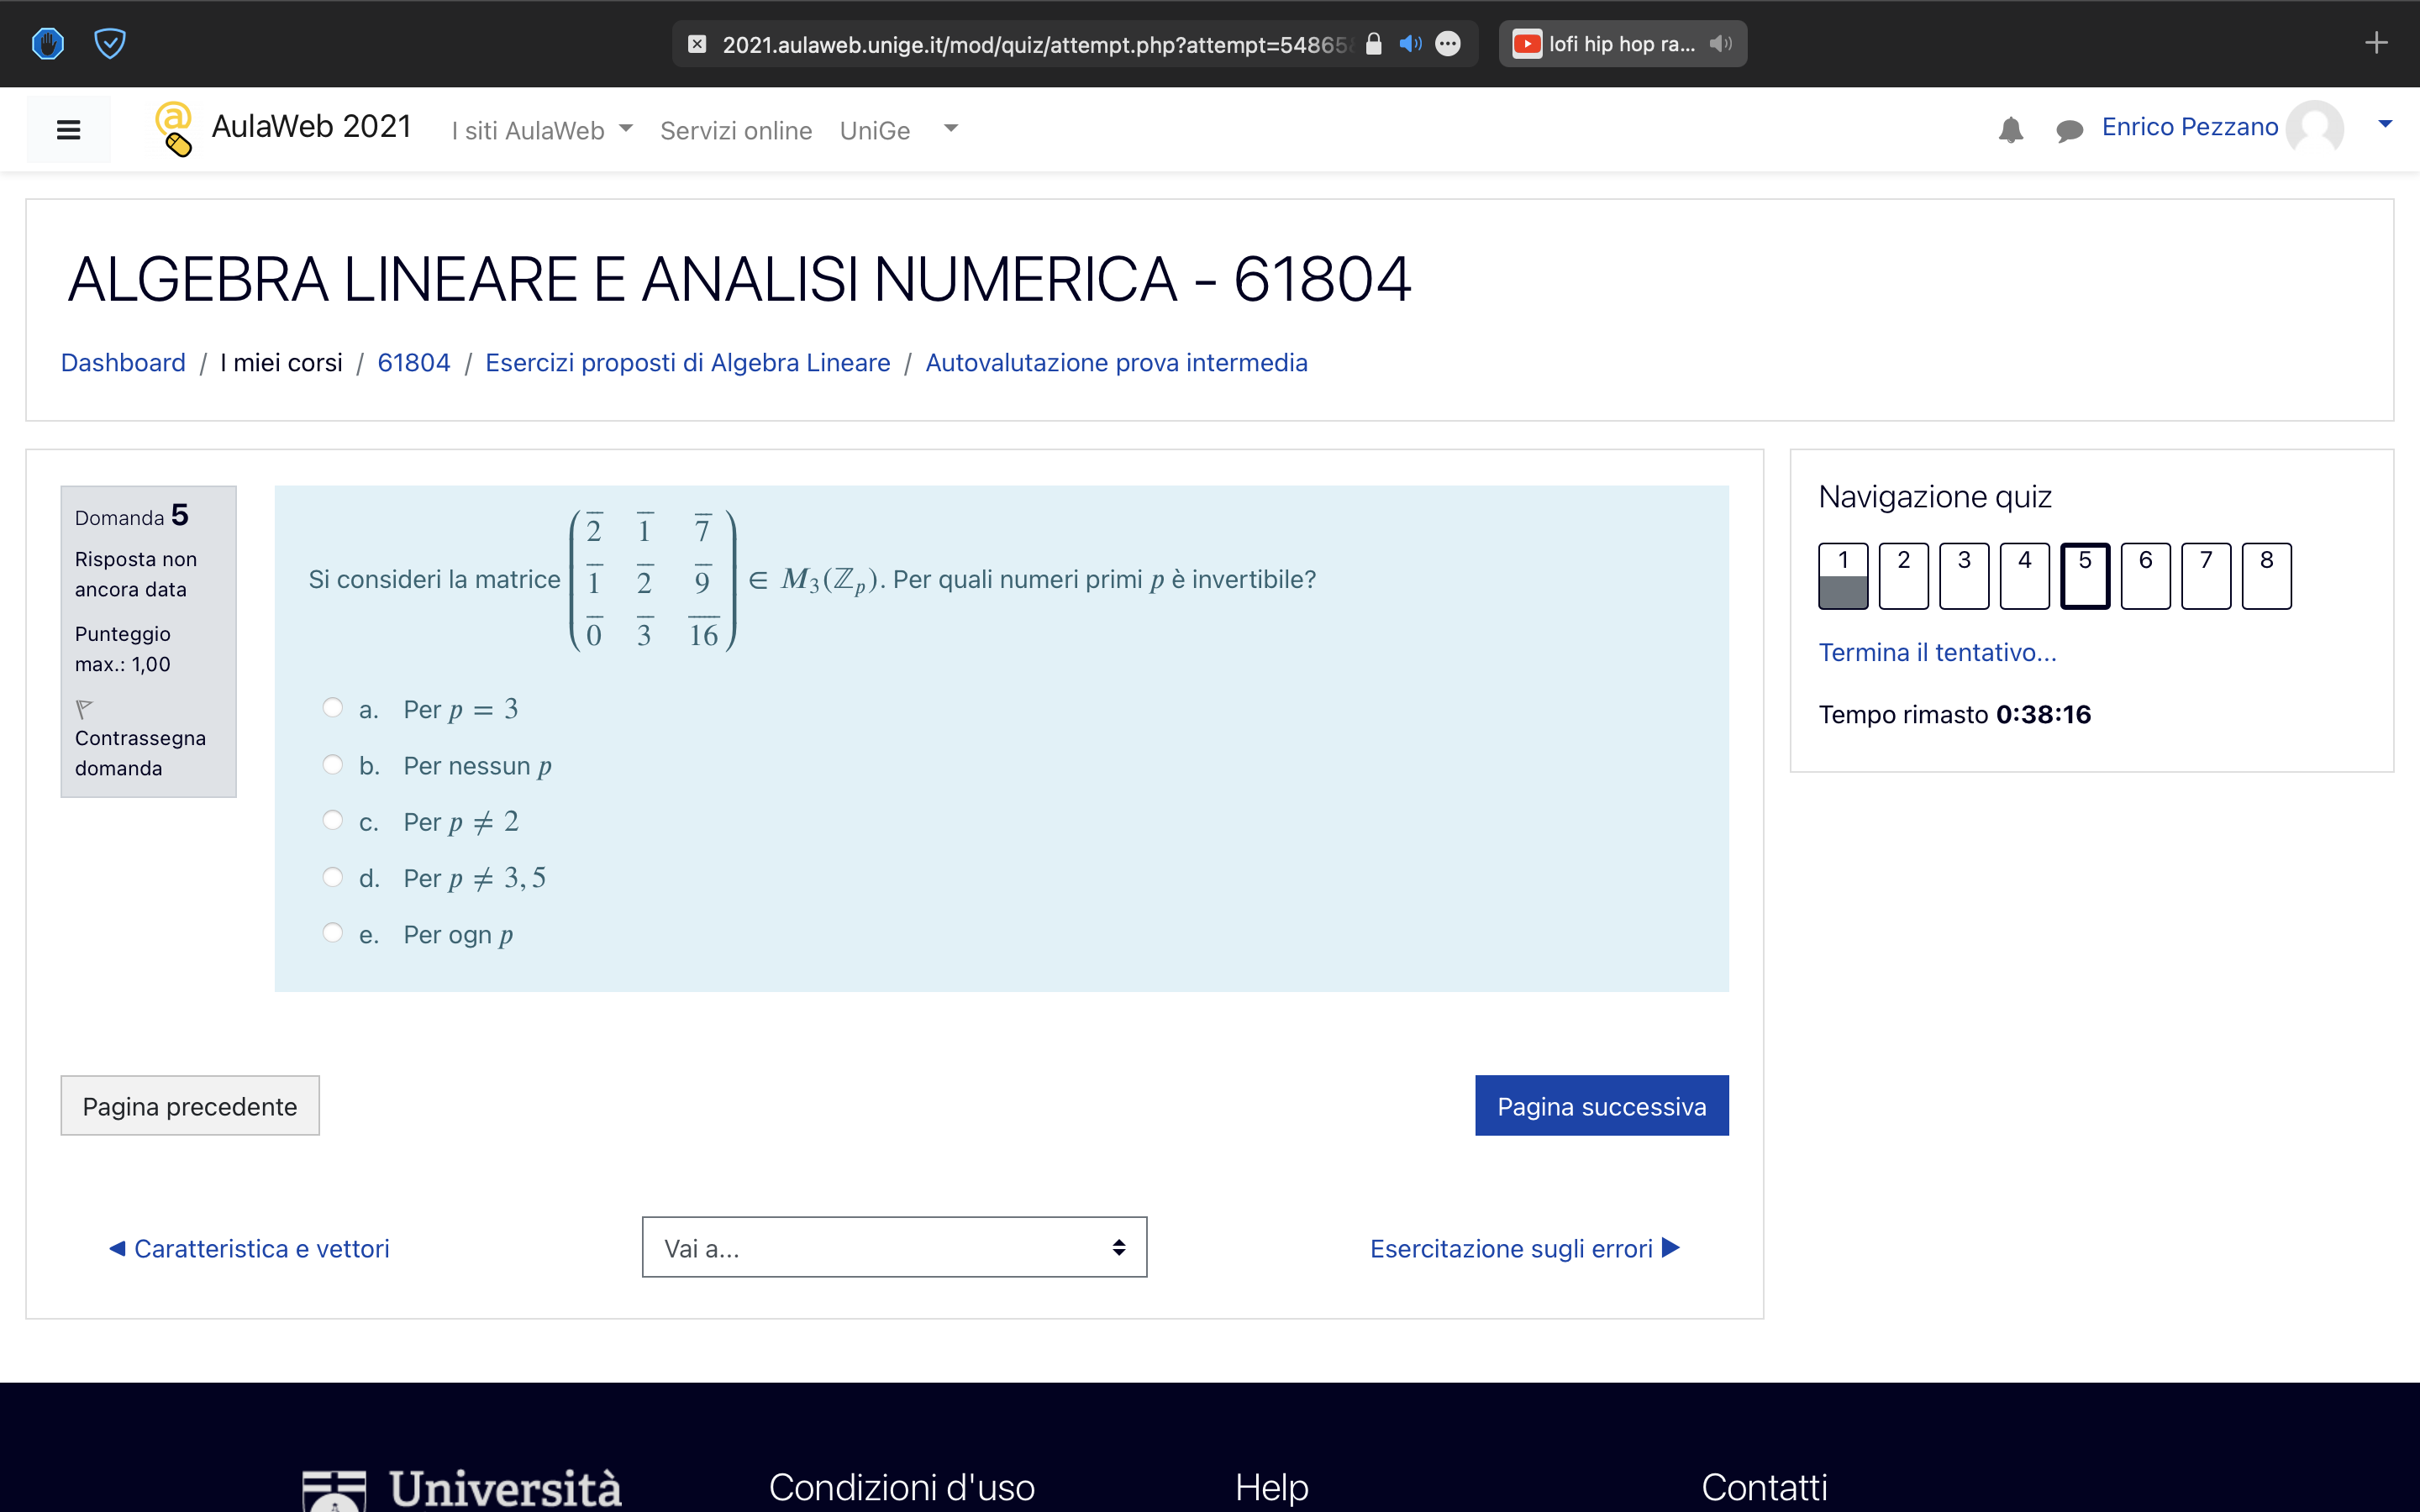 2021.aulaweb.unige.it/mod/quiz/attempt.php?attempt=54865
lofi hip hop ra...
AulaWeb 2021
I siti AulaWeb
Servizi online
UniGe
Enrico Pezzano
ALGEBRA LINEARE E ANALISI NUMERICA - 61804
Dashboard / I miei corsi / 61804 / Esercizi proposti di Algebra Lineare / Autovalutazione prova intermedia
Domanda 5
Risposta non
ancora data
Punteggio
max.: 1,00
Contrassegna
domanda
Si consideri la matrice $\begin{pmatrix} \overline{2} & \overline{1} & \overline{7} \\ \overline{1} & \overline{2} & \overline{9} \\ \overline{0} & \overline{3} & \overline{16} \end{pmatrix} \in M_3(\mathbb{Z}_p)$. Per quali numeri primi p è invertibile?
a. Per p = 3
b. Per nessun p
c. Per p ≠ 2
d. Per p ≠ 3, 5
e. Per ogn p
Pagina precedente
Pagina successiva
◄ Caratteristica e vettori
Vai a...
Esercitazione sugli errori ►
Navigazione quiz
1 2 3 4 5 6 7 8
Termina il tentativo...
Tempo rimasto 0:38:16
Università
Condizioni d'uso
Help
Contatti